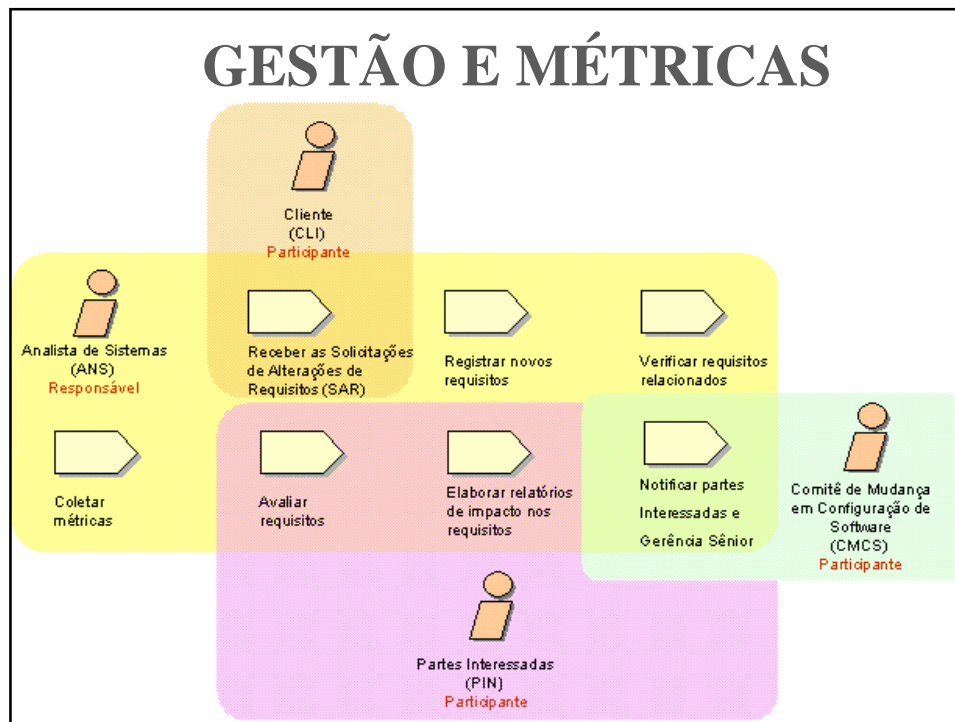 GESTÃO E MÉTRICAS
Cliente
(CLI)
Participante
Analista de Sistemas
(ANS)
Responsável
Receber as Solicitações
de Alterações de
Requisitos (SAR)
Registrar novos
requisitos
Verificar requisitos
relacionados
Coletar
métricas
Avaliar
requisitos
Elaborar relatórios
de impacto nos
requisitos
Notificar partes
Interessadas e
Gerência Sênior
Comitê de Mudança
em Configuração de
Software
(CMCS)
Participante
Partes Interessadas
(PIN)
Participante